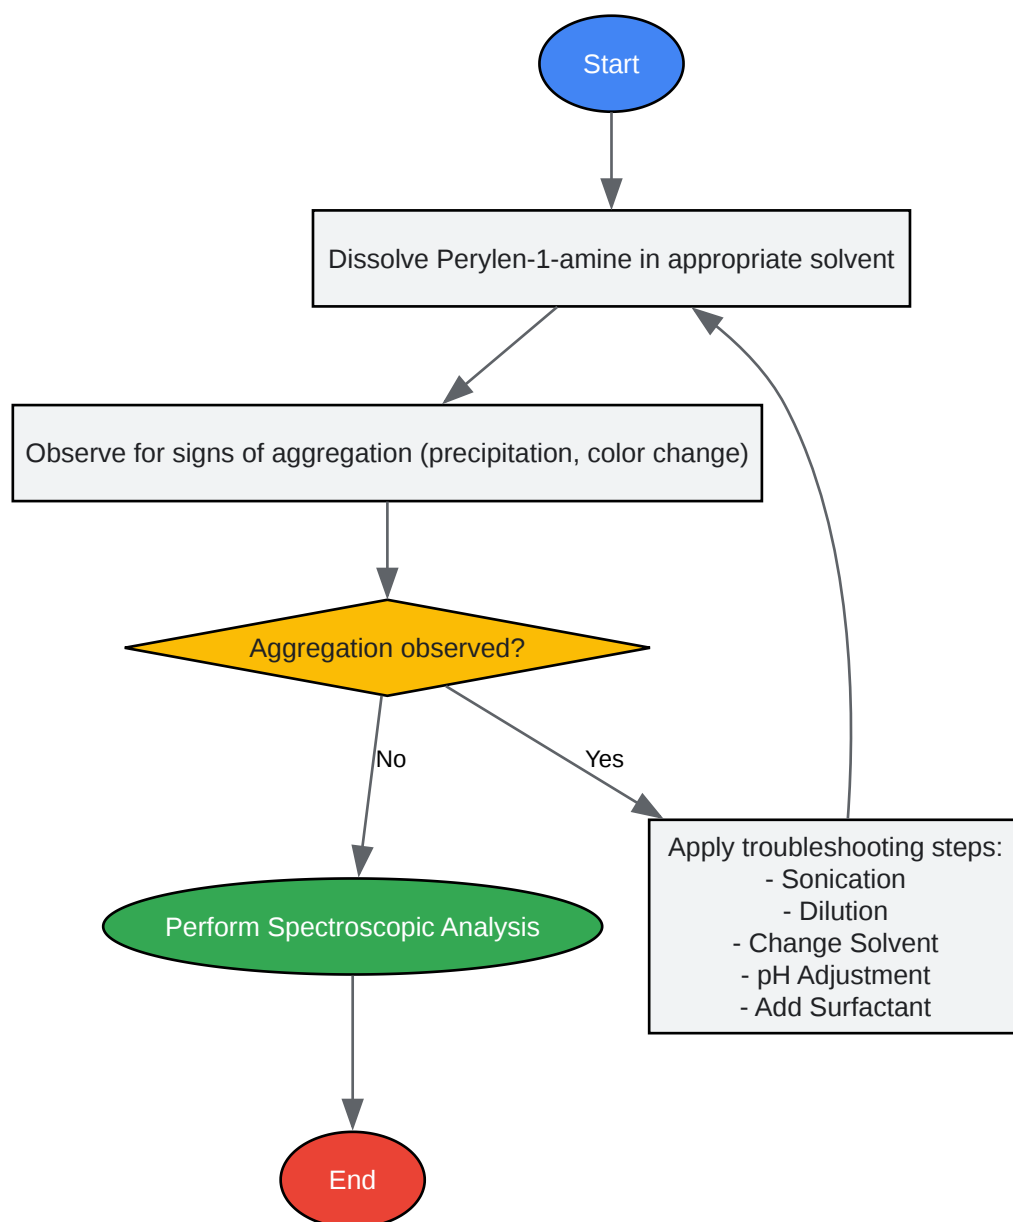 Start
Dissolve Perylen-1-amine in appropriate solvent
Observe for signs of aggregation (precipitation, color change)
Aggregation observed?
No
Yes
Apply troubleshooting steps:
- Sonication
- Dilution
- Change Solvent
- pH Adjustment
- Add Surfactant
Perform Spectroscopic Analysis
End